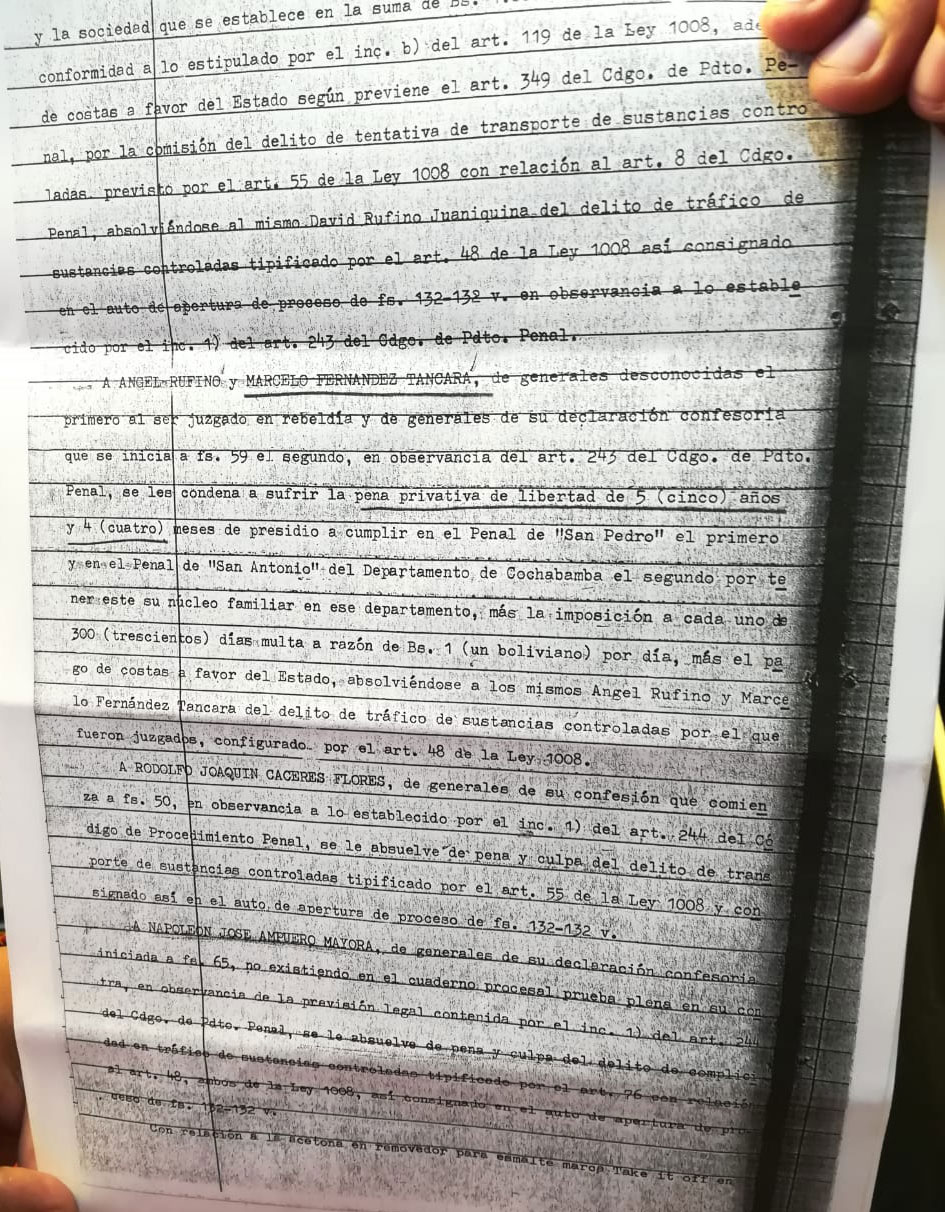 y la sociedad que se establece en la suma de Bs.
conformidad a lo estipulado por el inc. b) del art. 119 de la Ley 1008, ade
de costas a favor del Estado según previene el art. 349 del Cdgo. de Pdto. Pe-
nal, por la comisión del delito de tentativa de transporte de sustancias contro
ladas previsto por el art. 55 de la Ley 1008 con relación al art. 8 del Cdgo.
Penal, absolviéndose al mismo David Rufino Juaniquina del delito de tráfico de
sustancias controladas tipificado por el art. 48 de la Ley 1008 así consignado
en el auto de apertura de proceso de fs. 132-132 v. en observancia a lo estable
cido por el inc. 1) del art. 243 del Cdgo. de Pdto. Penal.
A ANGEL RUFINO y MARCELO FERNANDEZ TANCARA, de generales desconocidas el
primero al ser juzgado en rebeldía y de generales de su declaración confesoria
que se inicia a fs. 59 el segundo, en observancia del art. 243 del Cdgo. de Pdto.
Penal, se les condena a sufrir la pena privativa de libertad de 5 (cinco) años
y 4 (cuatro) meses de presidio a cumplir en el Penal de "San Pedro" el primero
y en el Penal de "San Antonio" del Departamento de Cochabamba el segundo por te
ner este su núcleo familiar en ese departamento, más la imposición a cada uno de
300 (trescientos) días multa a razón de Bs. 1 (un boliviano) por día, más el pa
go de costas a favor del Estado, absolviéndose a los mismos Angel Rufino y Marce
lo Fernández Tancara del delito de tráfico de sustancias controladas por el que
fueron juzgados, configurado por el art. 48 de la Ley 1008.
A RODOLFO JOAQUIN CACERES FLORES, de generales de su confesión que comien
za a fs. 50, en observancia a lo establecido por el inc. 1) del art. 244 del Có
digo de Procedimiento Penal, se le absuelve de pena y culpa del delito de trans
porte de sustancias controladas tipificado por el art. 55 de la Ley 1008 y con
signado así en el auto de apertura de proceso de fs. 132-132 v.
A NAPOLEON JOSE AMPUERO MAYORA, de generales de su declaración confesoria
iniciada a fs. 65, no existiendo en el cuaderno procesal prueba plena en su con
tra, en observancia de la previsión legal contenida por el inc. 1) del art. 244
del Cdgo. de Pdto. Penal, se le absuelve de pena y culpa del delito de complici
dad en tráfico de sustancias controladas tipificado por el art. 76 con relación
al art. 48, ambos de la Ley 1008, así consignado en el auto de apertura de pro
ceso de fs. 132-132 v.
Con relación a la acetona en removedor para esmalte marca Take it off en